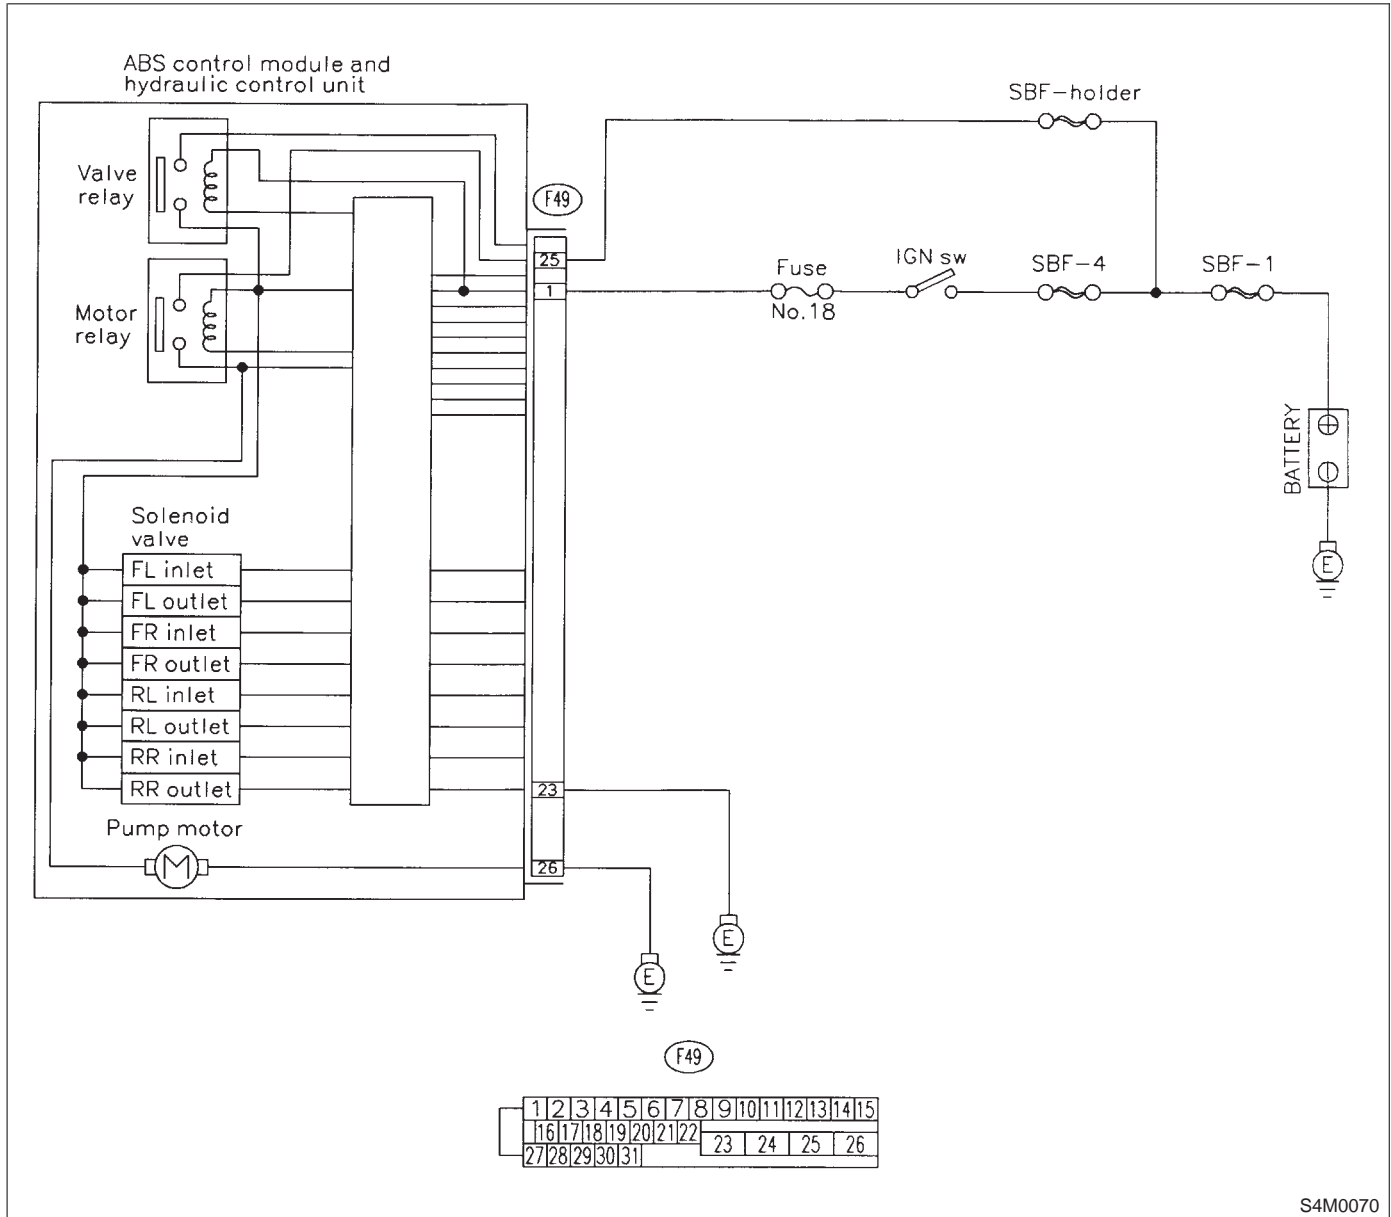 ABS control module and
hydraulic control unit
SBF-holder
Valve
relay
F49
25
1
Fuse
No.18
IGN sw
SBF-4
SBF-1
Motor
relay
BATTERY
E
Solenoid
valve
FL inlet
FL outlet
FR inlet
FR outlet
RL inlet
RL outlet
RR inlet
RR outlet
23
Pump motor
M
26
E
E
F49
1 2 3 4 5 6 7 8 9 10 11 12 13 14 15
16 17 18 19 20 21 22
23 24 25 26
27 28 29 30 31
S4M0070